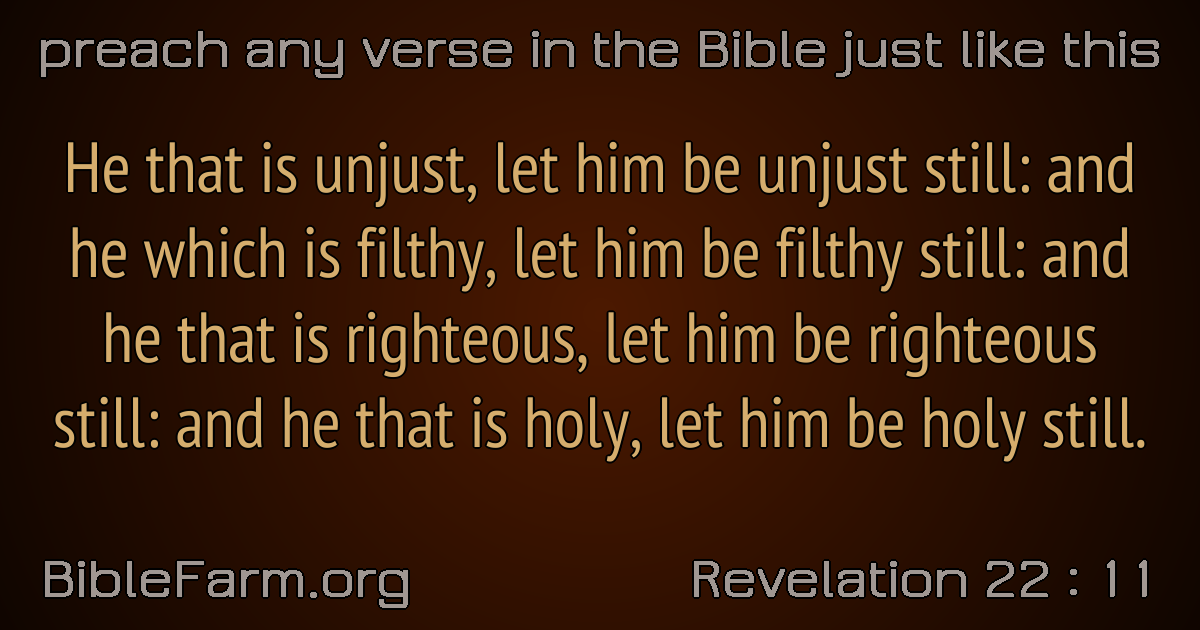 preach any verse in the Bible just like this
He that is unjust, let him be unjust still: and
he which is filthy, let him be filthy still: and
he that is righteous, let him be righteous
still: and he that is holy, let him be holy still.
BibleFarm.org
Revelation 22 : 11